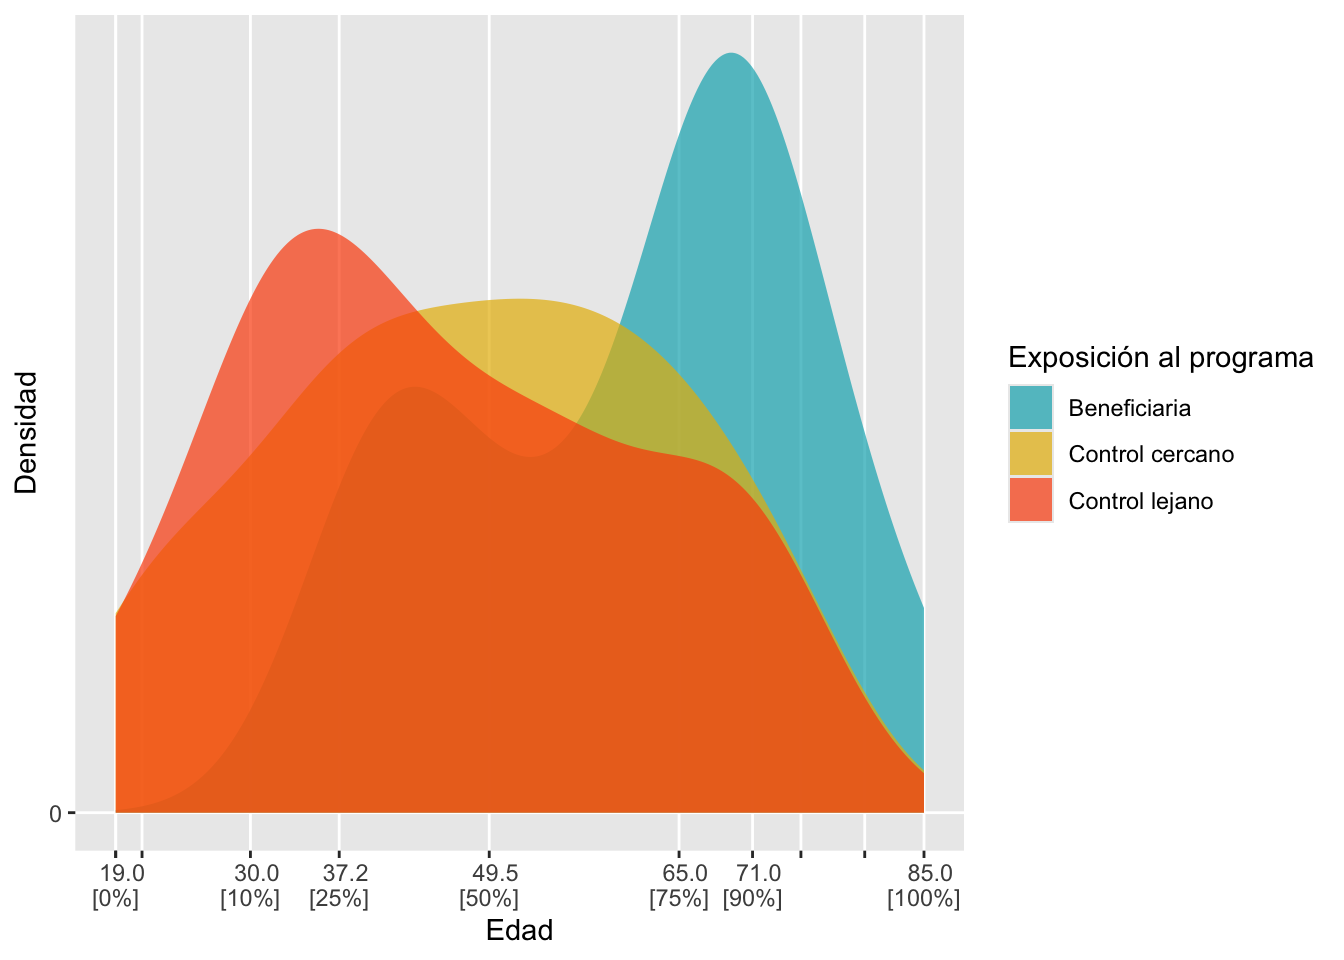 Densidad
0
19.0 30.0 37.2 49.5 65.0 71.0 85.0
[0%] [10%] [25%] [50%] [75%] [90%] [100%]
Edad
Exposición al programa
Beneficiaria
Control cercano
Control lejano